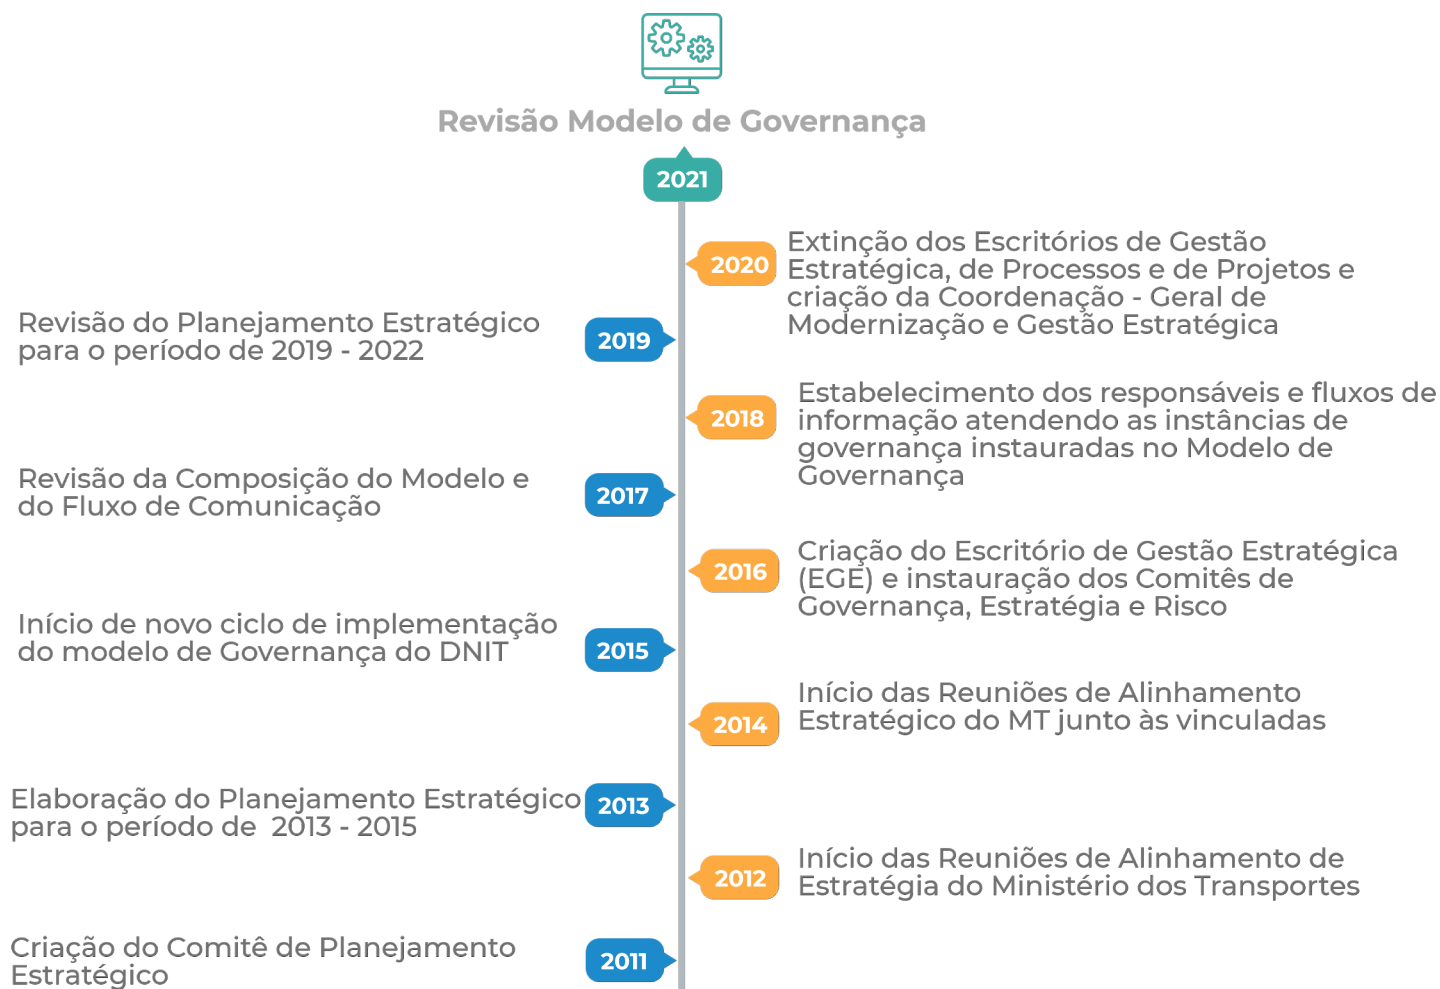 Revisão Modelo de Governança
2021
2020
Extinção dos Escritórios de Gestão
Estratégica, de Processos e de Projetos e
criação da Coordenação - Geral de
Modernização e Gestão Estratégica
Revisão do Planejamento Estratégico
para o período de 2019 - 2022
2019
2018
Estabelecimento dos responsáveis e fluxos de
informação atendendo as instâncias de
governança instauradas no Modelo de
Governança
Revisão da Composição do Modelo e
do Fluxo de Comunicação
2017
2016
Criação do Escritório de Gestão Estratégica
(EGE) e instauração dos Comitês de
Governança, Estratégia e Risco
Início de novo ciclo de implementação
do modelo de Governança do DNIT
2015
2014
Início das Reuniões de Alinhamento
Estratégico do MT junto às vinculadas
Elaboração do Planejamento Estratégico
para o período de  2013 - 2015
2013
2012
Início das Reuniões de Alinhamento de
Estratégia do Ministério dos Transportes
Criação do Comitê de Planejamento
Estratégico
2011